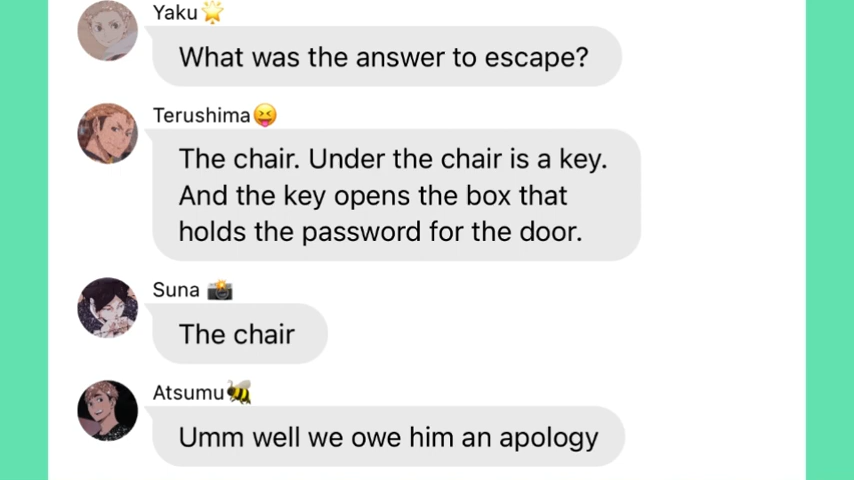 Yaku🌟
What was the answer to escape?
Terushima😝
The chair. Under the chair is a key.
And the key opens the box that
holds the password for the door.
Suna 📸
The chair
Atsumu🐝
Umm well we owe him an apology